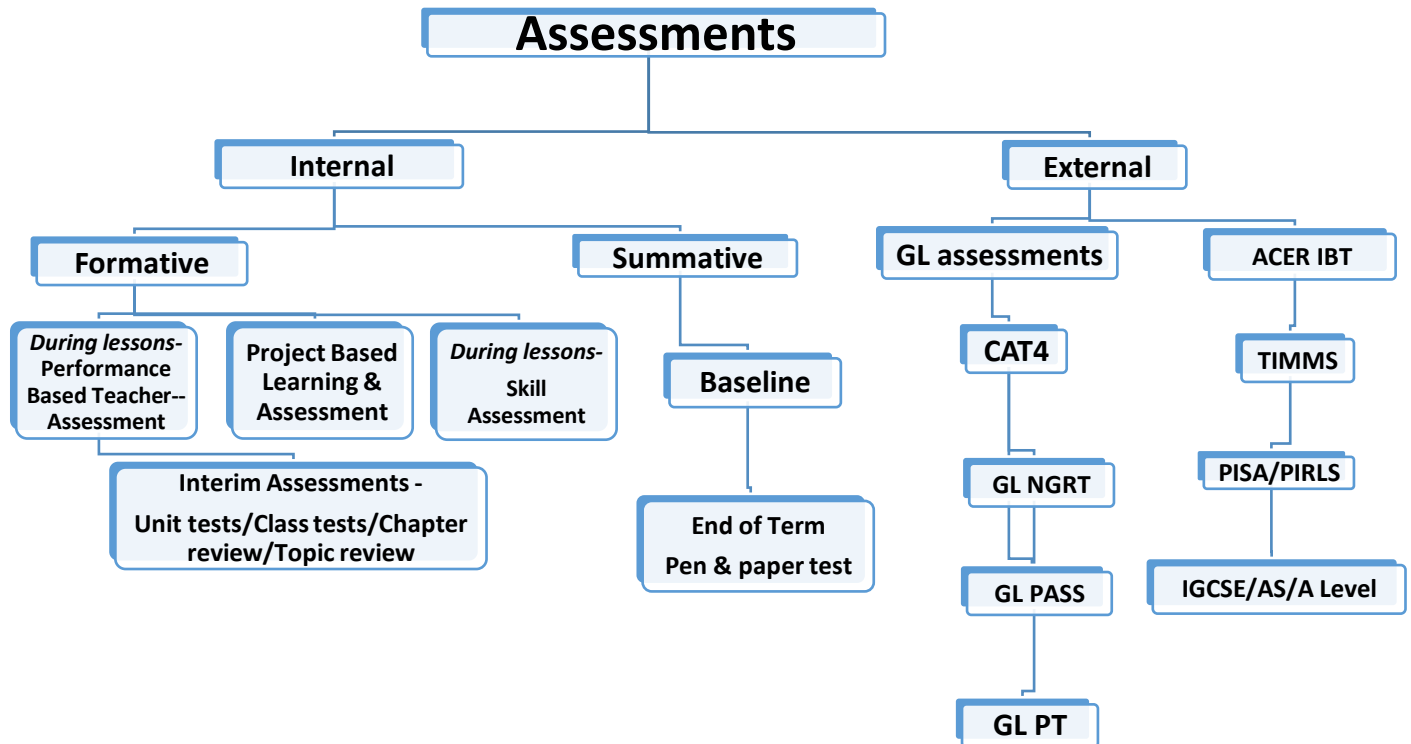 Assessments
Internal
External
Formative
Summative
GL assessments
ACER IBT
During lessons-
Performance
Based Teacher--
Assessment
Project Based
Learning &
Assessment
During lessons-
Skill
Assessment
Baseline
CAT4
TIMMS
Interim Assessments -
Unit tests/Class tests/Chapter
review/Topic review
End of Term
Pen & paper test
GL NGRT
PISA/PIRLS
GL PASS
IGCSE/AS/A Level
GL PT